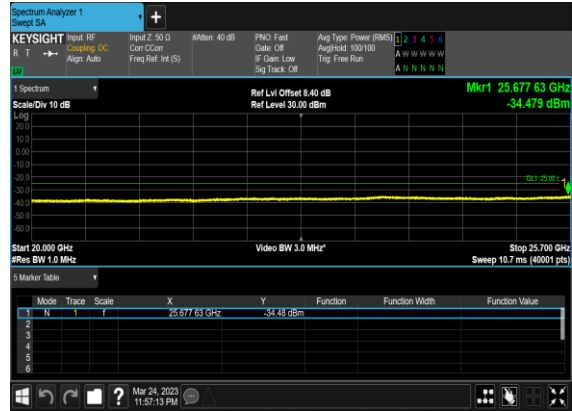 Spectrum Analyzer 1
Swept SA
+
KEYSIGHT
R T
Input: RF
Coupling: DC
Align: Auto
Input Z: 50 Ω
Corr CCorr
Freq Ref: Int (S)
#Atten: 40 dB
PNO: Fast
Gate: Off
IF Gain: Low
Sig Track: Off
Avg Type: Power (RMS)
Avg|Hold: 100/100
Trig: Free Run
1 2 3 4 5 6
A W W W W W
A N N N N N
1 Spectrum
Scale/Div 10 dB
Ref Lvl Offset 8.40 dB
Ref Level 30.00 dBm
Mkr1 25.677 63 GHz
-34.479 dBm
Log
20.0
10.0
0.00
-10.0
-20.0
-30.0
-40.0
-50.0
-60.0
1
Start 20.000 GHz
#Res BW 1.0 MHz
Video BW 3.0 MHz*
Stop 25.700 GHz
Sweep 10.7 ms (40001 pts)
5 Marker Table
Mode Trace Scale X Y Function Function Width Function Value
1 N 1 f 25.677 63 GHz -34.48 dBm
2
3
4
5
6
?
Mar 24, 2023
11:57:13 PM